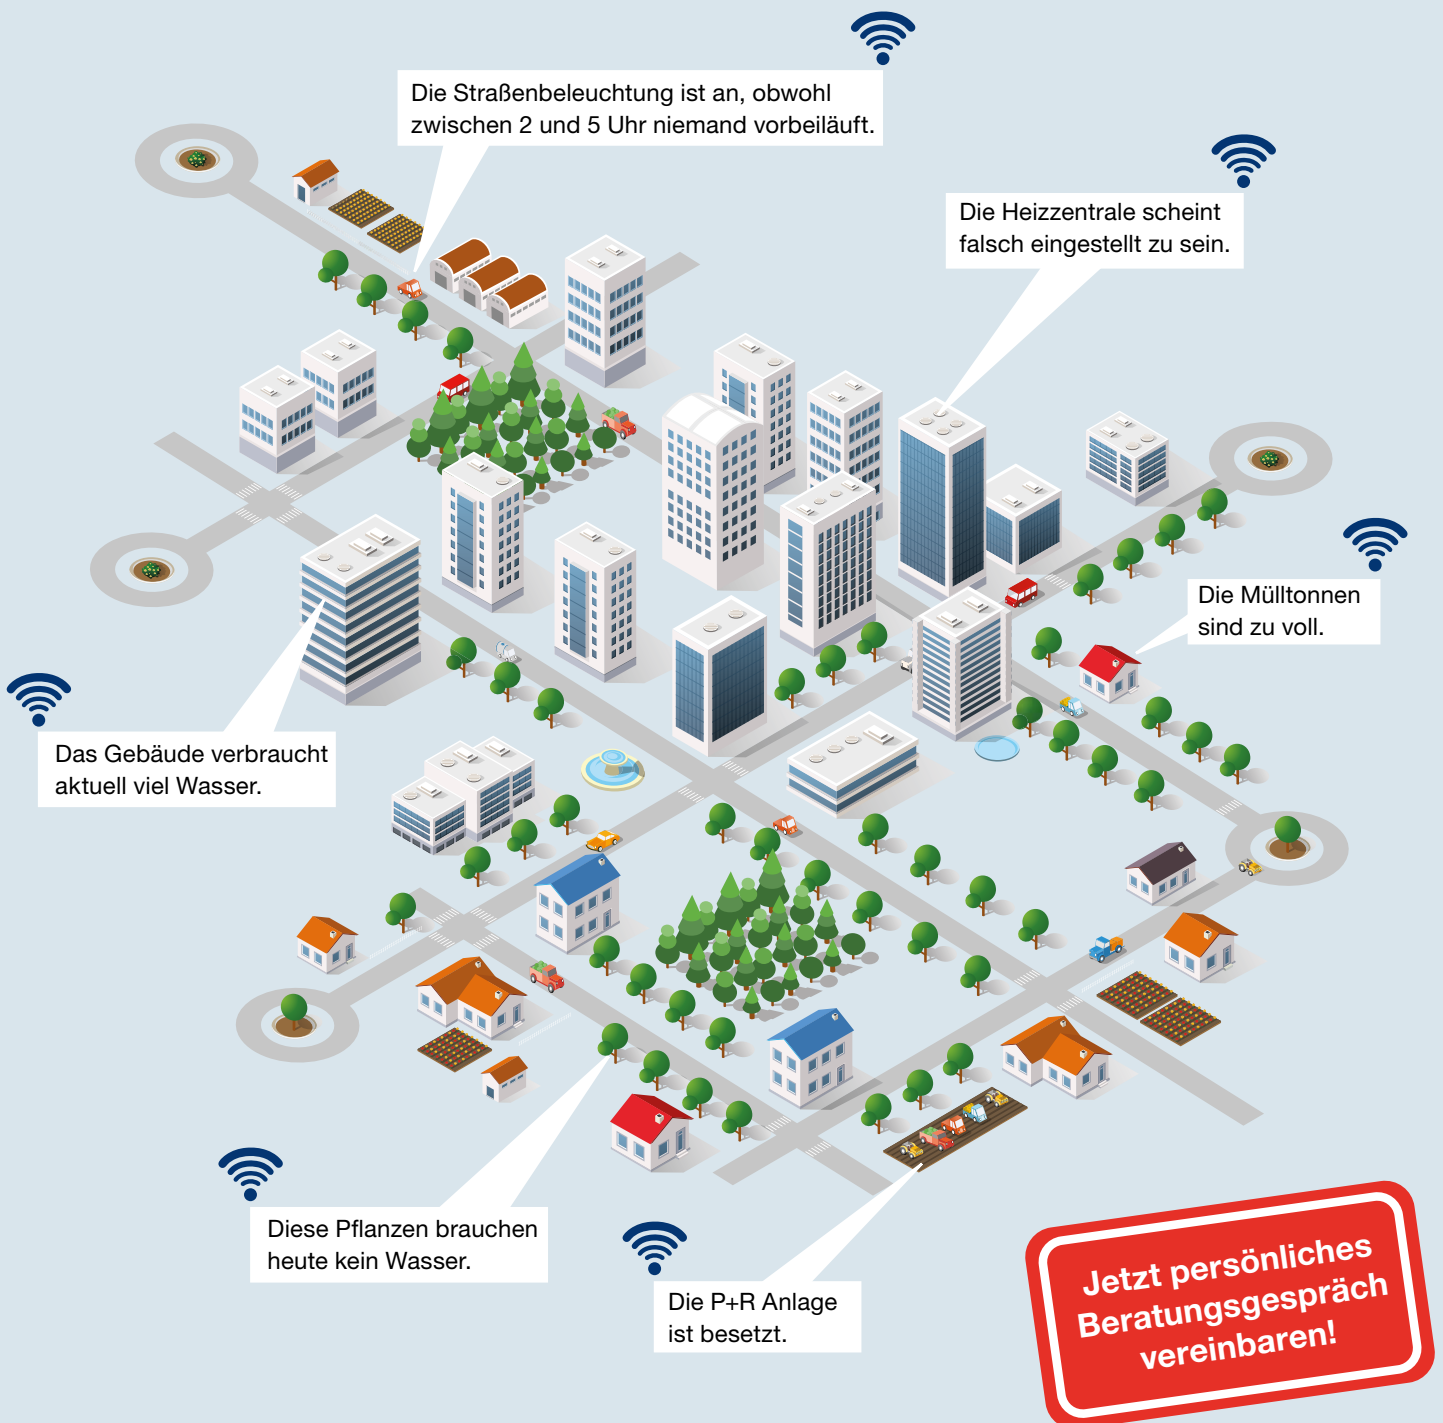 Die Straßenbeleuchtung ist an, obwohl
zwischen 2 und 5 Uhr niemand vorbeiläuft.
Die Heizzentrale scheint
falsch eingestellt zu sein.
Die Mülltonnen
sind zu voll.
Das Gebäude verbraucht
aktuell viel Wasser.
Diese Pflanzen brauchen
heute kein Wasser.
Die P+R Anlage
ist besetzt.
Jetzt persönliches
Beratungsgespräch
vereinbaren!